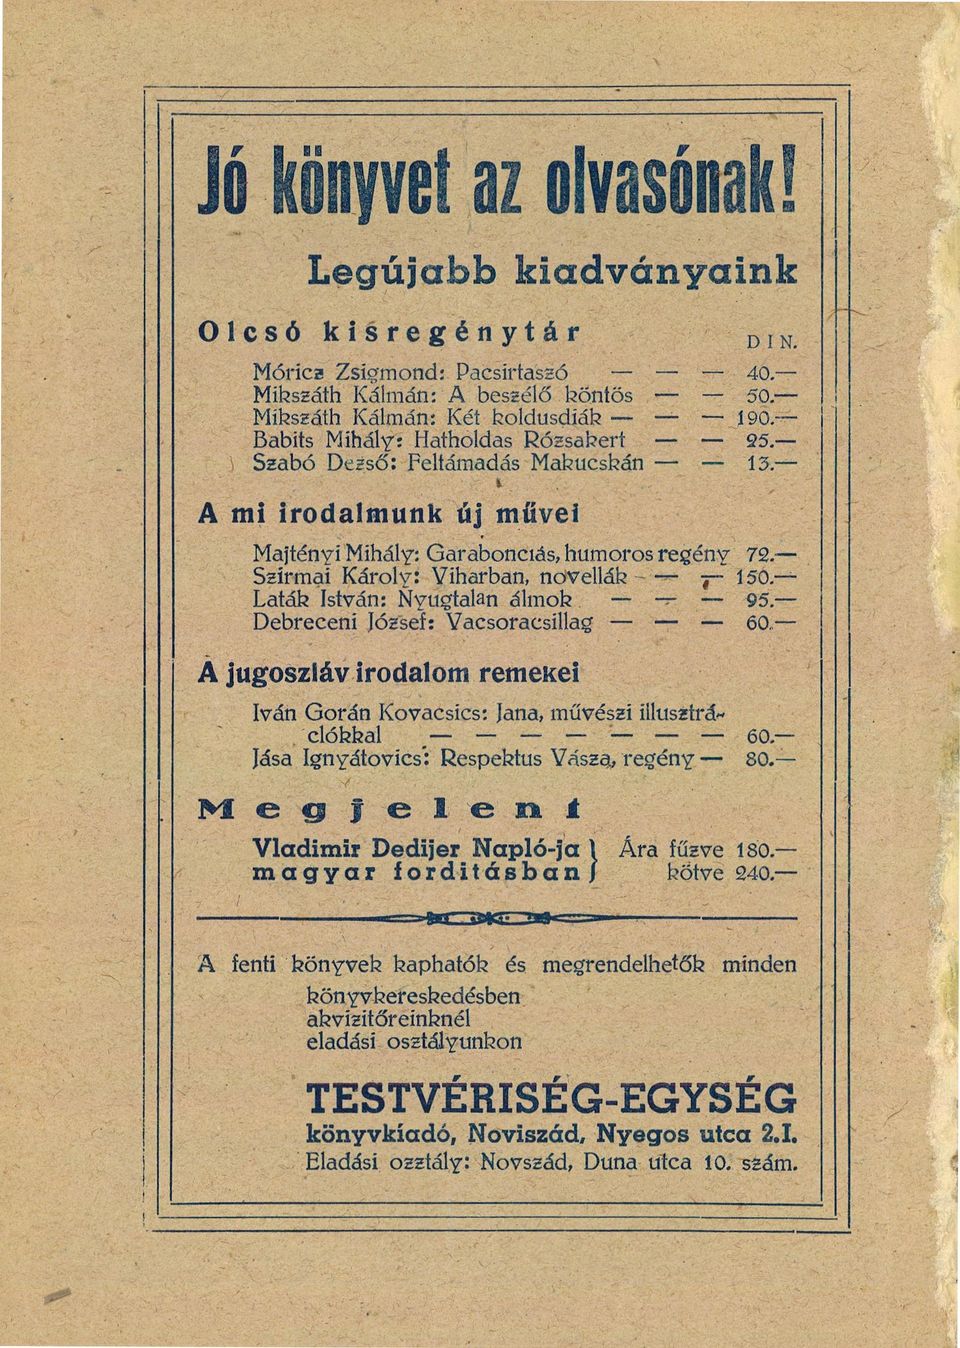 Jó könyvet az olvasónak!
Legújabb kiadványaink
Olcsó kisregénytár DIN.
Móricz Zsigmond: Pacsirtaszó — — — 40.—
Mikszáth Kálmán: A beszélő köntös — — 50.—
Mikszáth Kálmán: Két koldusdiák — — — 190.—
Babits Mihály: Hatholdas Rózsakert — — 25.—
Szabó Dezső: Feltámadás Makucskán — — 13.—
A mi irodalmunk új művei
Majtényi Mihály: Garabonciás, humoros regény 72.—
Szirmai Károly: Viharban, novellák — — — 150.—
Laták István: Nyugtalan álmok — — — 95.—
Debreceni József: Vacsoracsillag — — — 60.—
A jugoszláv irodalom remekei
Iván Gorán Kovacsics: Jana, művészi illusztrá-
clókkal — — — — — — — 60.—
Jása Ignyátovics: Respektus Vásza, regény — 80.—
Megjelent
Vladimir Dedijer Napló-ja } Ára fűzve 180.—
magyar forditásban } kötve 240.—
A fenti könyvek kaphatók és megrendelhetők minden
könyvkereskedésben
akvizitőreinknél
eladási osztályunkon
TESTVÉRISÉG-EGYSÉG
könyvkiadó, Noviszád, Nyegos utca 2.I.
Eladási ozztály: Novszád, Duna utca 10. szám.